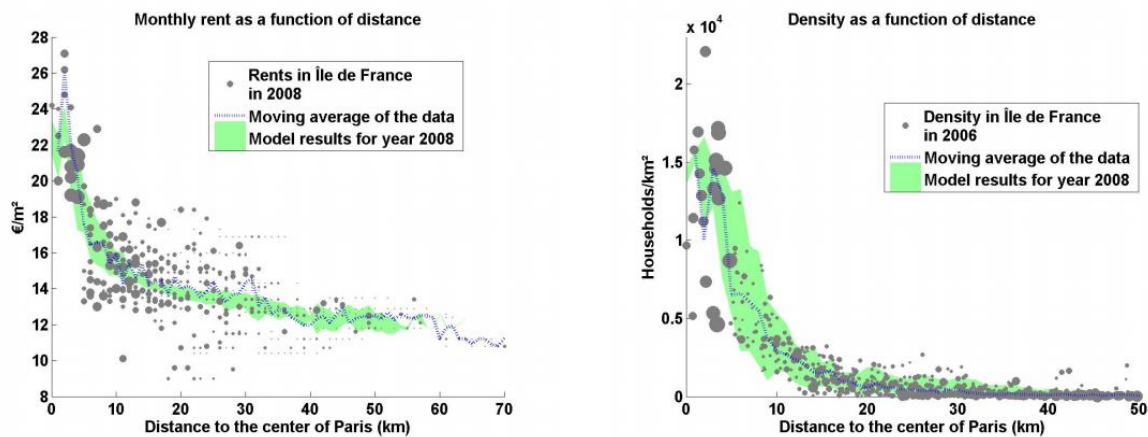 Monthly rent as a function of distance
28
26
24
22
20
18
16
14
12
10
8
€/m²
Rents in Île de France
in 2008
Moving average of the data
Model results for year 2008
0 10 20 30 40 50 60 70
Distance to the center of Paris (km)
Density as a function of distance
x 10⁴
2
1.5
1
0.5
0
Households/km²
Density in Île de France
in 2006
Moving average of the data
Model results for year 2008
0 10 20 30 40 50
Distance to the center of Paris (km)